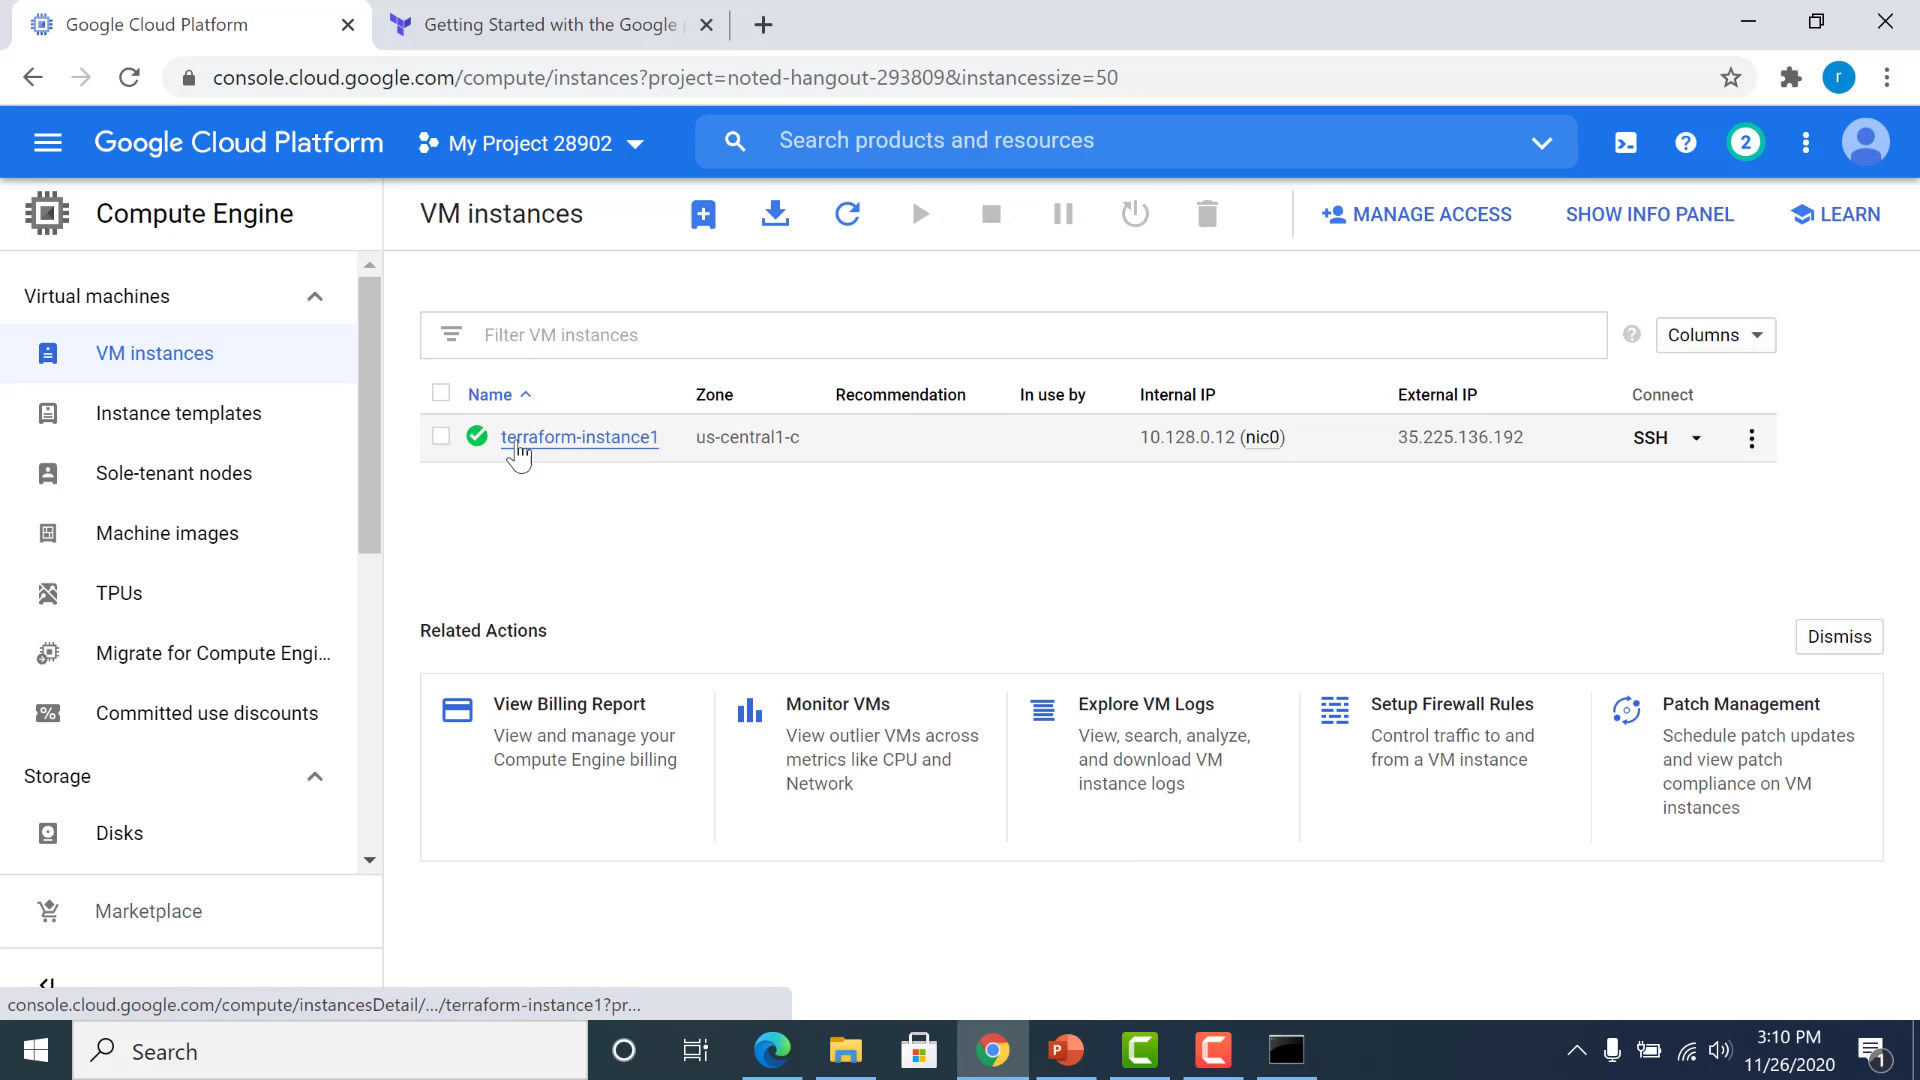 Google Cloud Platform
Getting Started with the Google
console.cloud.google.com/compute/instances?project=noted-hangout-293809&instancessize=50
r
Google Cloud Platform
My Project 28902
Search products and resources
2
Compute Engine
VM instances
MANAGE ACCESS
SHOW INFO PANEL
LEARN
Virtual machines
VM instances
Instance templates
Sole-tenant nodes
Machine images
TPUs
Migrate for Compute Engi...
Committed use discounts
Storage
Disks
Marketplace
Filter VM instances
Columns
Name
Zone
Recommendation
In use by
Internal IP
External IP
Connect
terraform-instance1
us-central1-c
10.128.0.12 (nic0)
35.225.136.192
SSH
Related Actions
Dismiss
View Billing Report
View and manage your
Compute Engine billing
Monitor VMs
View outlier VMs across
metrics like CPU and
Network
Explore VM Logs
View, search, analyze,
and download VM
instance logs
Setup Firewall Rules
Control traffic to and
from a VM instance
Patch Management
Schedule patch updates
and view patch
compliance on VM
instances
console.cloud.google.com/compute/instancesDetail/.../terraform-instance1?pr...
Search
3:10 PM
11/26/2020
1